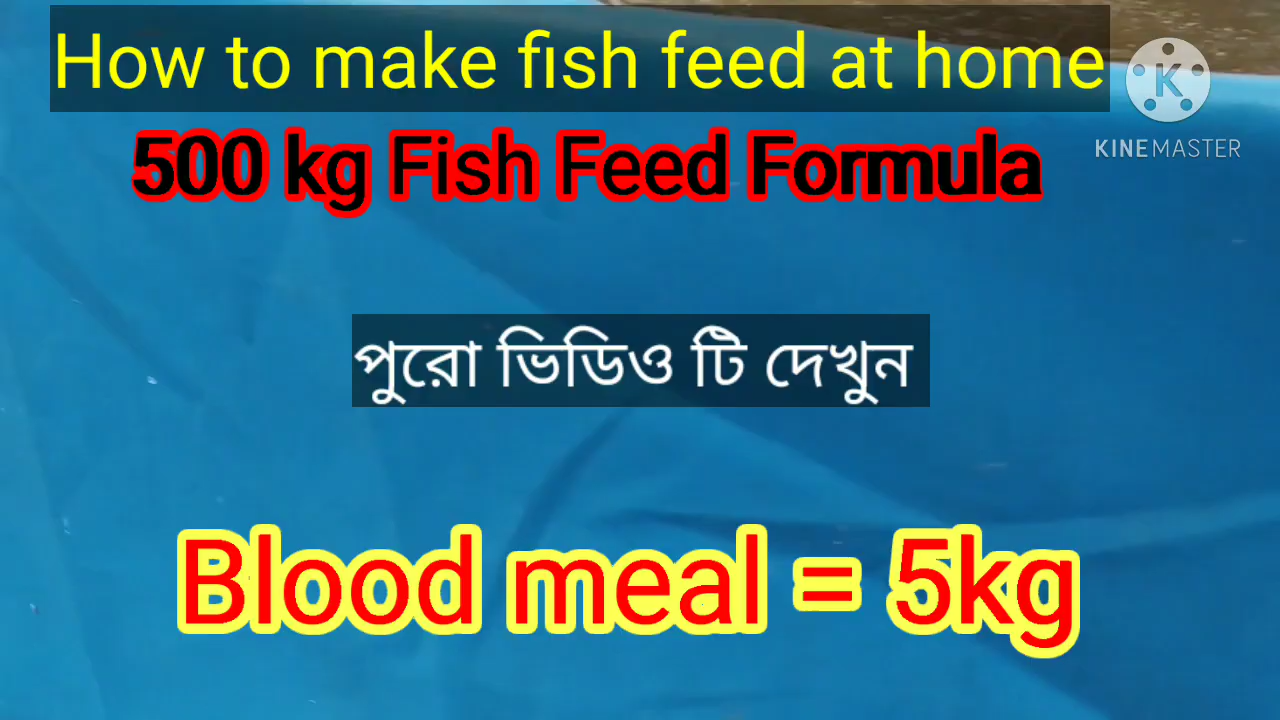 How to make fish feed at home
K
KINEMASTER
500 kg Fish Feed Formula
পুরো ভিডিও টি দেখুন
Blood meal = 5kg